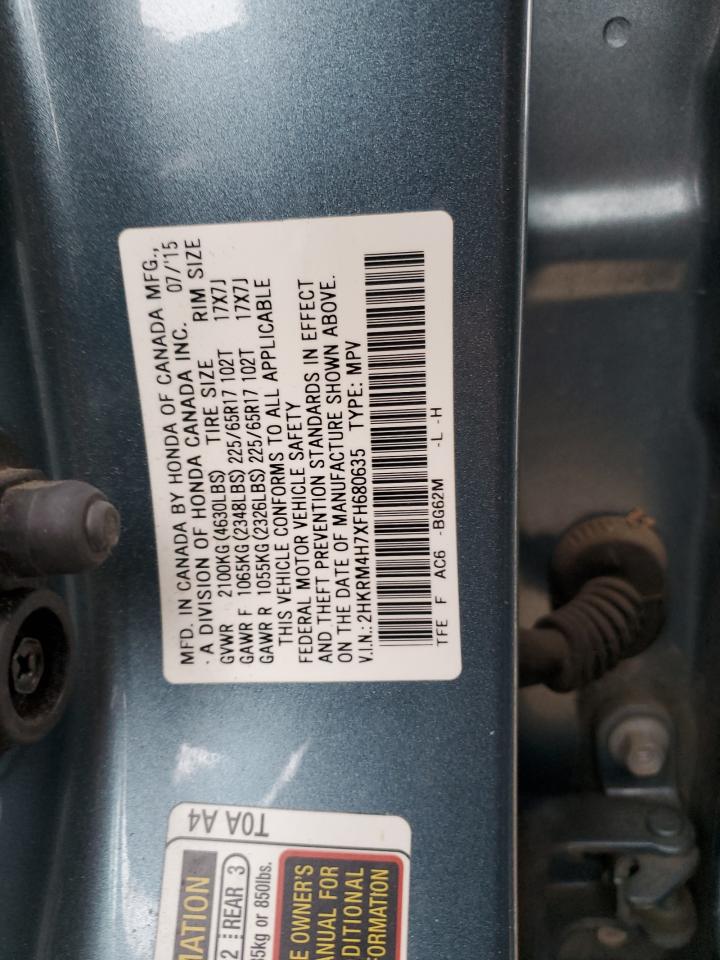 MFD. IN CANADA BY HONDA OF CANADA MFG.,
·A DIVISION OF HONDA CANADA INC. 07/'15
GVWR 2100KG(4630LBS) TIRE SIZE RIM SIZE
GAWR F 1065KG(2348LBS) 225/65R17 102T 17X7J
GAWR R 1055KG(2326LBS) 225/65R17 102T 17X7J
THIS VEHICLE CONFORMS TO ALL APPLICABLE
FEDERAL MOTOR VEHICLE SAFETY
AND THEFT PREVENTION STANDARDS IN EFFECT
ON THE DATE OF MANUFACTURE SHOWN ABOVE.
V.I.N.: 2HKRM4H7XFH680635 TYPE: MPV
TFE F AC6 -BG62M -L -H
T0A A4
MATION
2 REAR 3
35kg or 850lbs.
E OWNER'S
ANUAL FOR
DITIONAL
FORMATION